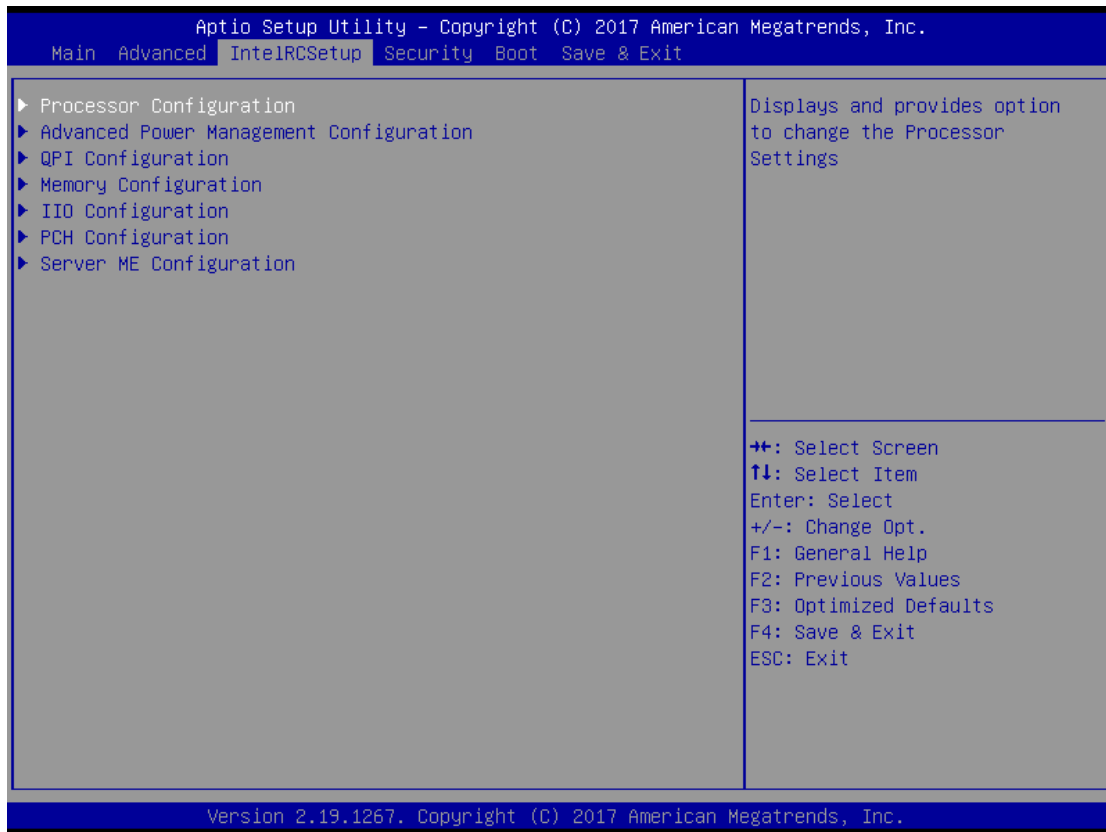 Aptio Setup Utility – Copyright (C) 2017 American Megatrends, Inc.
Main Advanced IntelRCSetup Security Boot Save & Exit
▶ Processor Configuration
▶ Advanced Power Management Configuration
▶ QPI Configuration
▶ Memory Configuration
▶ IIO Configuration
▶ PCH Configuration
▶ Server ME Configuration
Displays and provides option
to change the Processor
Settings
→←: Select Screen
↑↓: Select Item
Enter: Select
+/-: Change Opt.
F1: General Help
F2: Previous Values
F3: Optimized Defaults
F4: Save & Exit
ESC: Exit
Version 2.19.1267. Copyright (C) 2017 American Megatrends, Inc.